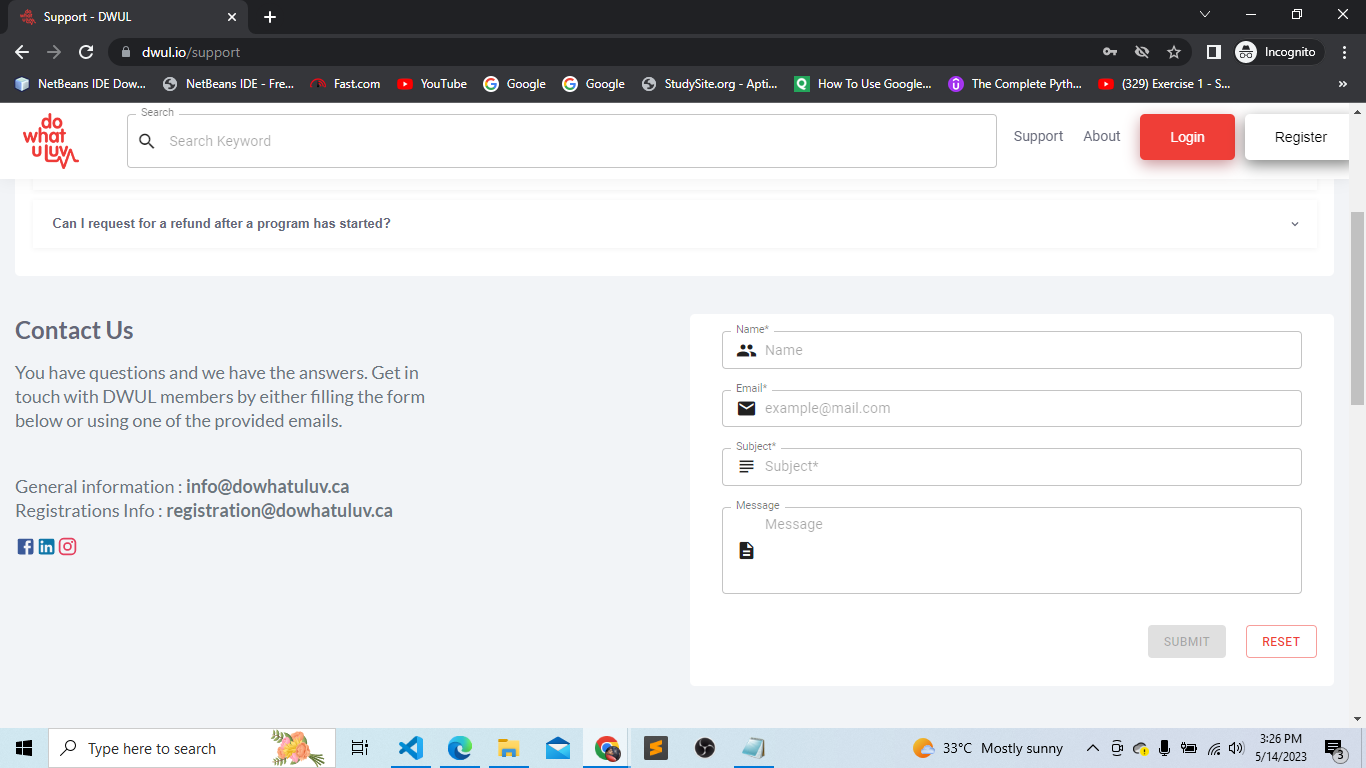 Support - DWUL
dwul.io/support
Incognito
NetBeans IDE Dow...
NetBeans IDE - Fre...
Fast.com
YouTube
Google
Google
StudySite.org - Apti...
How To Use Google...
The Complete Pyth...
(329) Exercise 1 - S...
»
do
what
u luv
Search
Search Keyword
Support
About
Login
Register
Can I request for a refund after a program has started?
Contact Us
You have questions and we have the answers. Get in
touch with DWUL members by either filling the form
below or using one of the provided emails.
General information : info@dowhatuluv.ca
Registrations Info : registration@dowhatuluv.ca
Name*
Name
Email*
example@mail.com
Subject*
Subject*
Message
Message
SUBMIT
RESET
Type here to search
33°C Mostly sunny
3:26 PM
5/14/2023
3